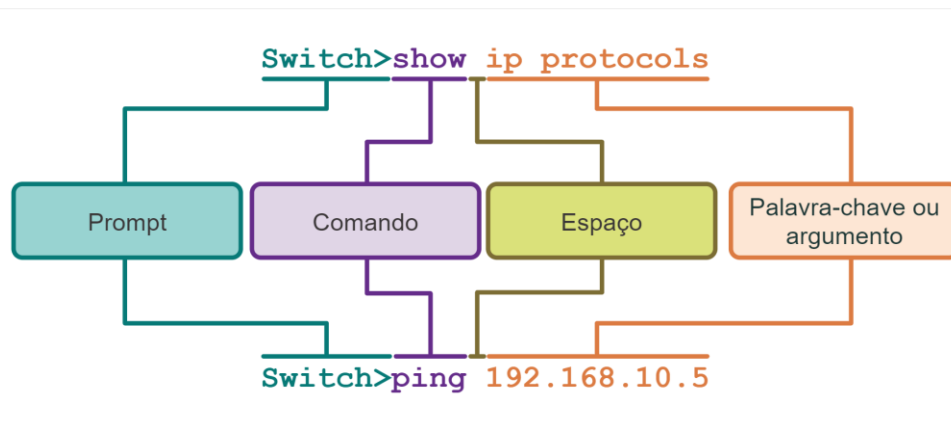 Switch>show ip protocols
Prompt
Comando
Espaço
Palavra-chave ou
argumento
Switch>ping 192.168.10.5